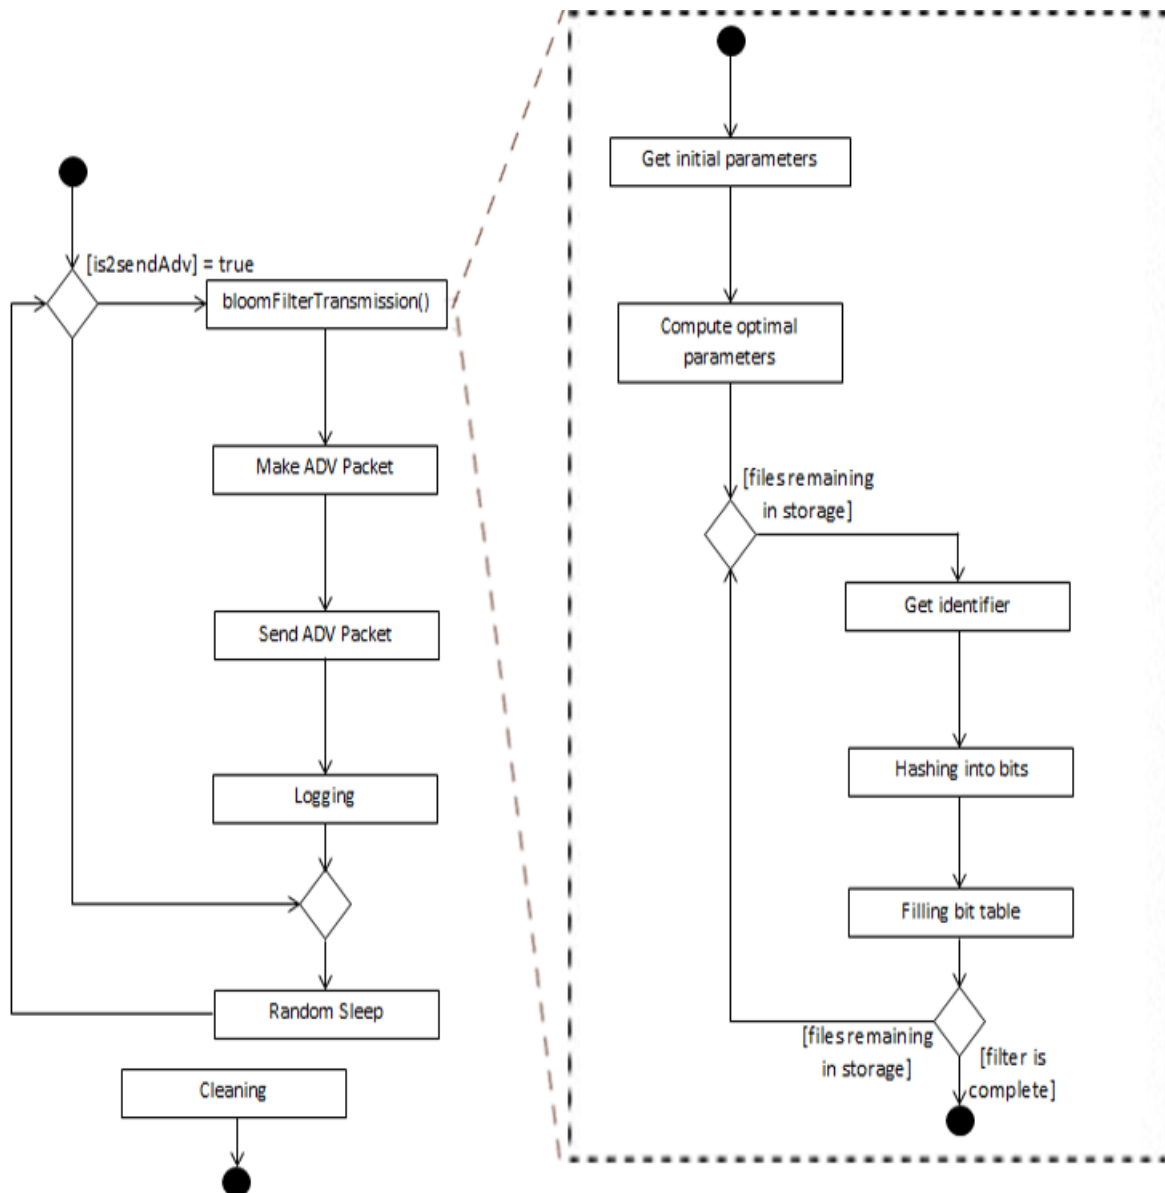 [is2sendAdv] = true
bloomFilterTransmission()
Make ADV Packet
Send ADV Packet
Logging
Random Sleep
Cleaning
Get initial parameters
Compute optimal
parameters
[files remaining
in storage]
Get identifier
Hashing into bits
Filling bit table
[files remaining
in storage]
[filter is
complete]